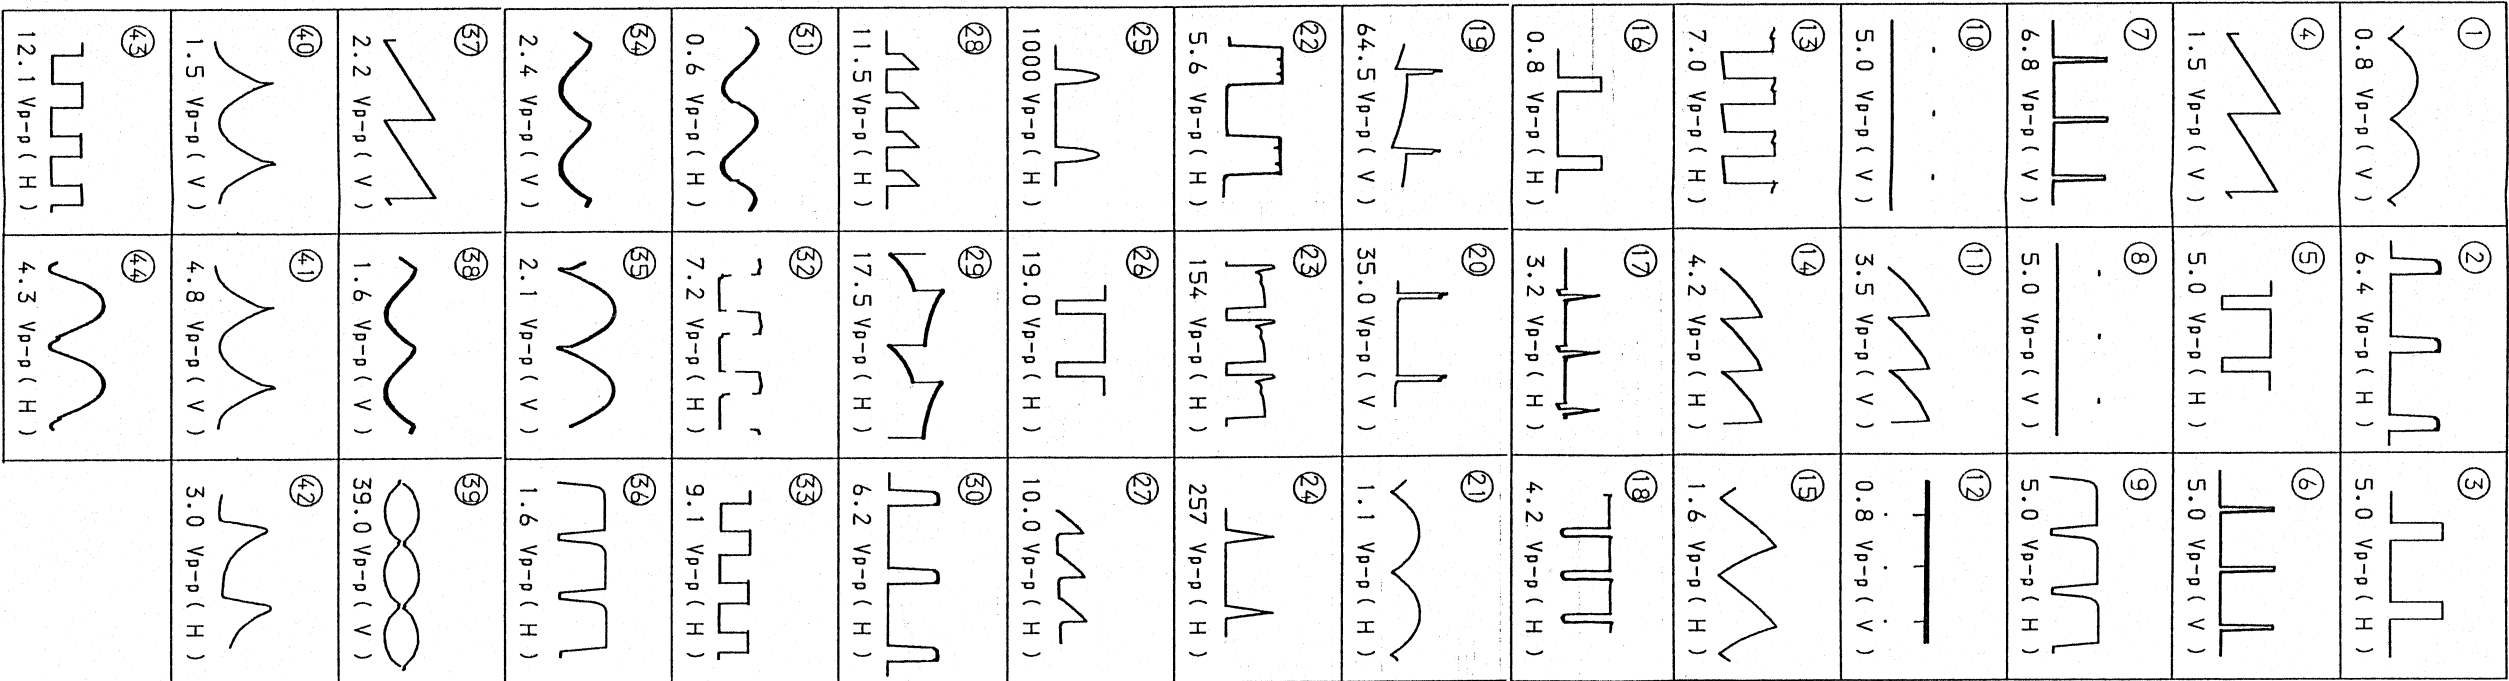 ①
0.8 Vp-p( V )
②
6.4 Vp-p( H )
③
5.0 Vp-p( H )
④
1.5 Vp-p( V )
⑤
5.0 Vp-p( H )
⑥
5.0 Vp-p( V )
⑦
6.8 Vp-p( V )
⑧
5.0 Vp-p( V )
⑨
5.0 Vp-p( H )
⑩
5.0 Vp-p( V )
⑪
3.5 Vp-p( V )
⑫
0.8 Vp-p( V )
⑬
7.0 Vp-p( H )
⑭
4.2 Vp-p( H )
⑮
1.6 Vp-p( H )
⑯
0.8 Vp-p( H )
⑰
3.2 Vp-p( H )
⑱
4.2 Vp-p( H )
⑲
64.5 Vp-p( V )
⑳
35.0 Vp-p( V )
㉑
1.1 Vp-p( H )
㉒
5.6 Vp-p( H )
㉓
154 Vp-p( H )
㉔
257 Vp-p( H )
㉕
1000 Vp-p( H )
㉖
19.0 Vp-p( H )
㉗
10.0 Vp-p( H )
㉘
11.5 Vp-p( H )
㉙
17.5 Vp-p( H )
㉚
6.2 Vp-p( H )
㉛
0.6 Vp-p( H )
㉜
7.2 Vp-p( H )
㉝
9.1 Vp-p( H )
㉞
2.4 Vp-p( V )
㉟
2.1 Vp-p( V )
㊱
1.6 Vp-p( H )
㊲
2.2 Vp-p( V )
㊳
1.6 Vp-p( V )
㊴
39.0 Vp-p( V )
㊵
1.5 Vp-p( V )
㊶
4.8 Vp-p( V )
㊷
3.0 Vp-p( H )
㊸
12.1 Vp-p( H )
㊹
4.3 Vp-p( H )